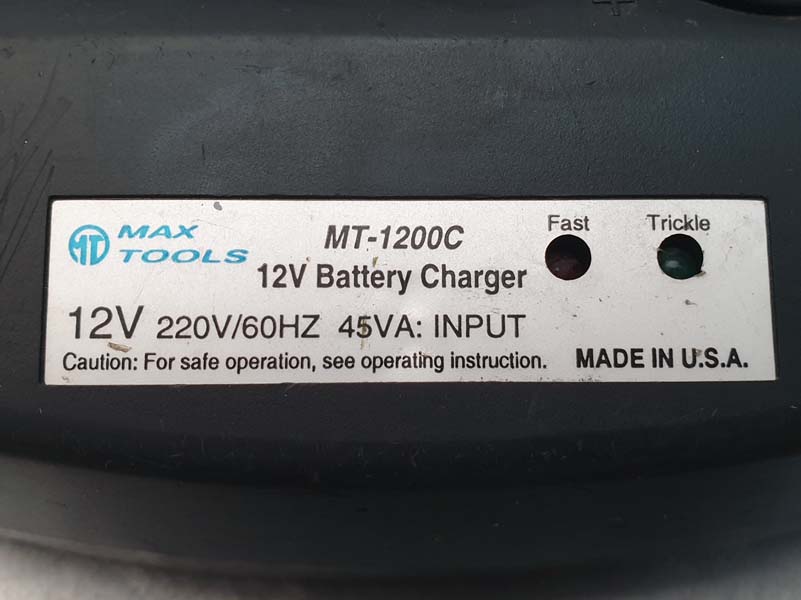 MT MAX TOOLS
MT-1200C
12V Battery Charger
Fast
Trickle
12V 220V/60HZ 45VA: INPUT
Caution: For safe operation, see operating instruction.
MADE IN U.S.A.